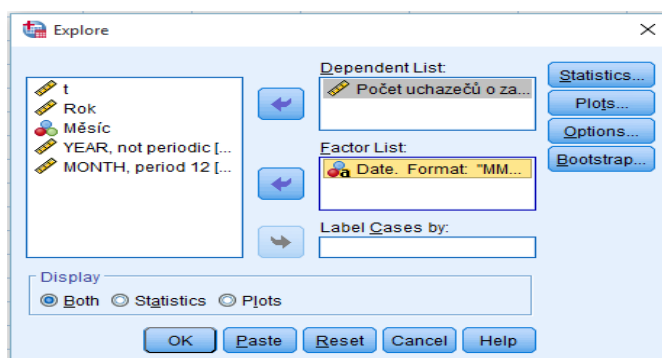 Explore
t
Rok
Měsíc
YEAR, not periodic [...
MONTH, period 12 [...
Dependent List:
Počet uchazečů o za...
Factor List:
Date. Format: "MM...
Label Cases by:
Statistics...
Plots...
Options...
Bootstrap...
Display
Both Statistics Plots
OK Paste Reset Cancel Help